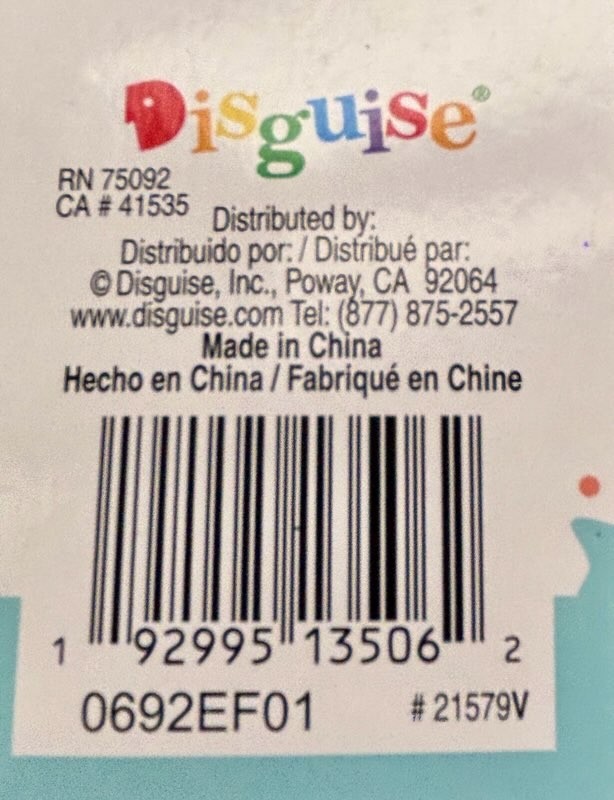 Disguise®
RN 75092
CA # 41535
Distributed by:
Distribuido por: / Distribué par:
© Disguise, Inc., Poway, CA 92064
www.disguise.com Tel: (877) 875-2557
Made in China
Hecho en China / Fabriqué en Chine
1 92995 13506 2
0692EF01 # 21579V